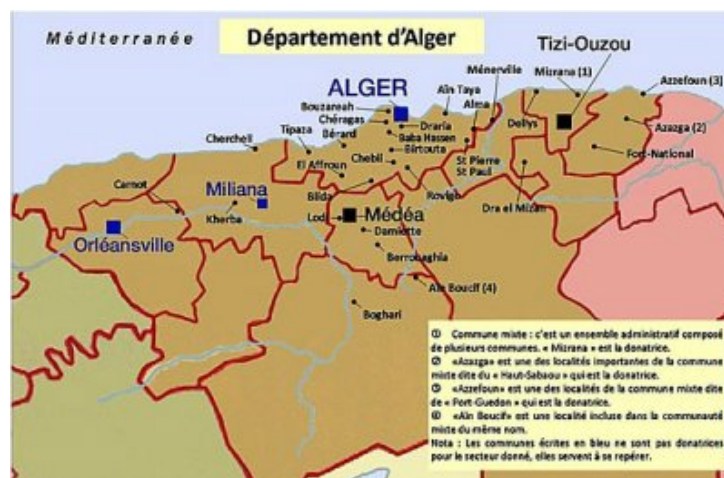 Méditerranée
Département d'Alger
Tizi-Ouzou
Mizrana (1)
Azzefoun (3)
Ménerville
ALGER
Aïn Taya
Alma
Bouzareah
Chéragas
Draria
Dellys
Azazga (2)
Cherchell
Tipaza
Bérard
Baba Hassen
Birtouta
Fort-National
El Affroun
Chebli
St Pierre
St Paul
Carnot
Miliana
Blida
Rovigo
Dra el Mizan
Kherba
Lodi
Médéa
Damiette
Orléansville
Berrouaghia
Aïn Boucif (4)
Boghari
① Commune mixte : c'est un ensemble administratif composé
de plusieurs communes. « Mizrana » est la donatrice.
② «Azazga» est une des localités importantes de la commune
mixte dite du « Haut-Sabaou » qui est la donatrice.
③ «Azzefoun» est une des localités de la commune mixte dite
de « Port-Guedon » qui est la donatrice.
④ «Aïn Boucif» est une localité incluse dans la communauté
mixte du même nom.
Nota : Les communes écrites en bleu ne sont pas donatrices
pour le secteur donné, elles servent à se repérer.